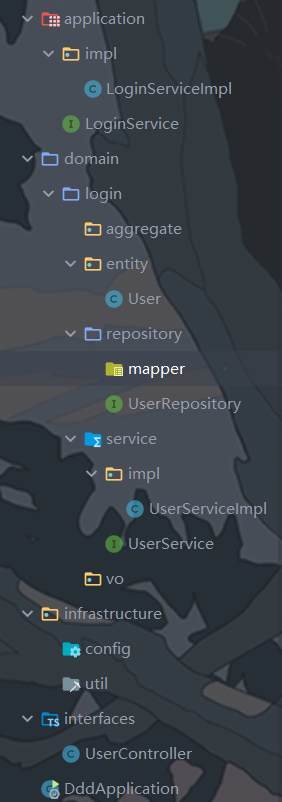 application
impl
LoginServiceImpl
LoginService
domain
login
aggregate
entity
User
repository
mapper
UserRepository
service
impl
UserServiceImpl
UserService
vo
infrastructure
config
util
interfaces
UserController
DddApplication